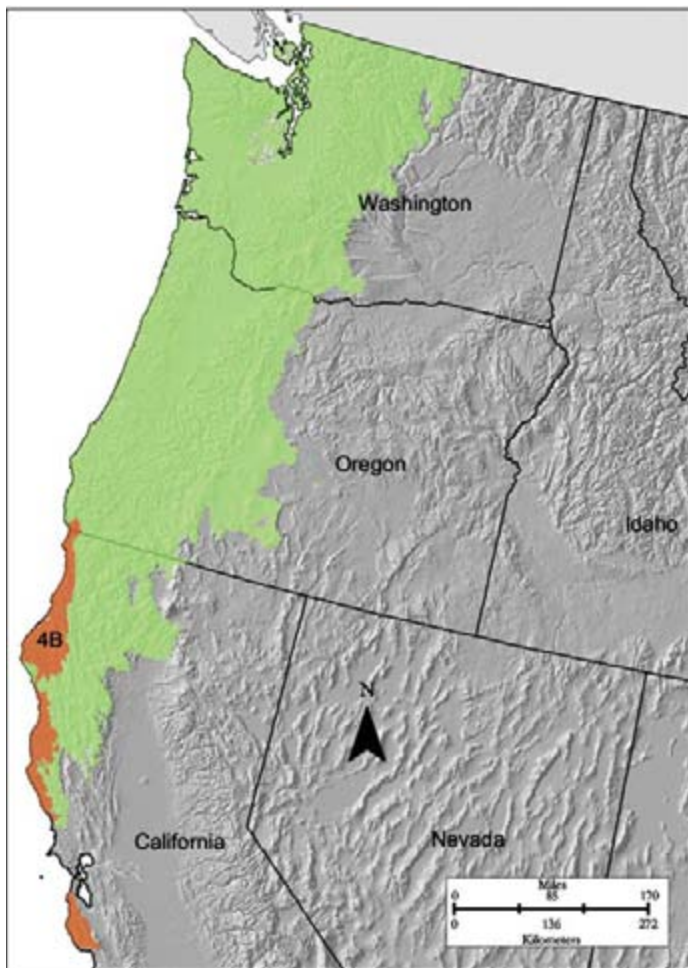 Washington
Oregon
Idaho
4B
N
California
Nevada
Miles
0 85 170
0 136 272
Kilometers